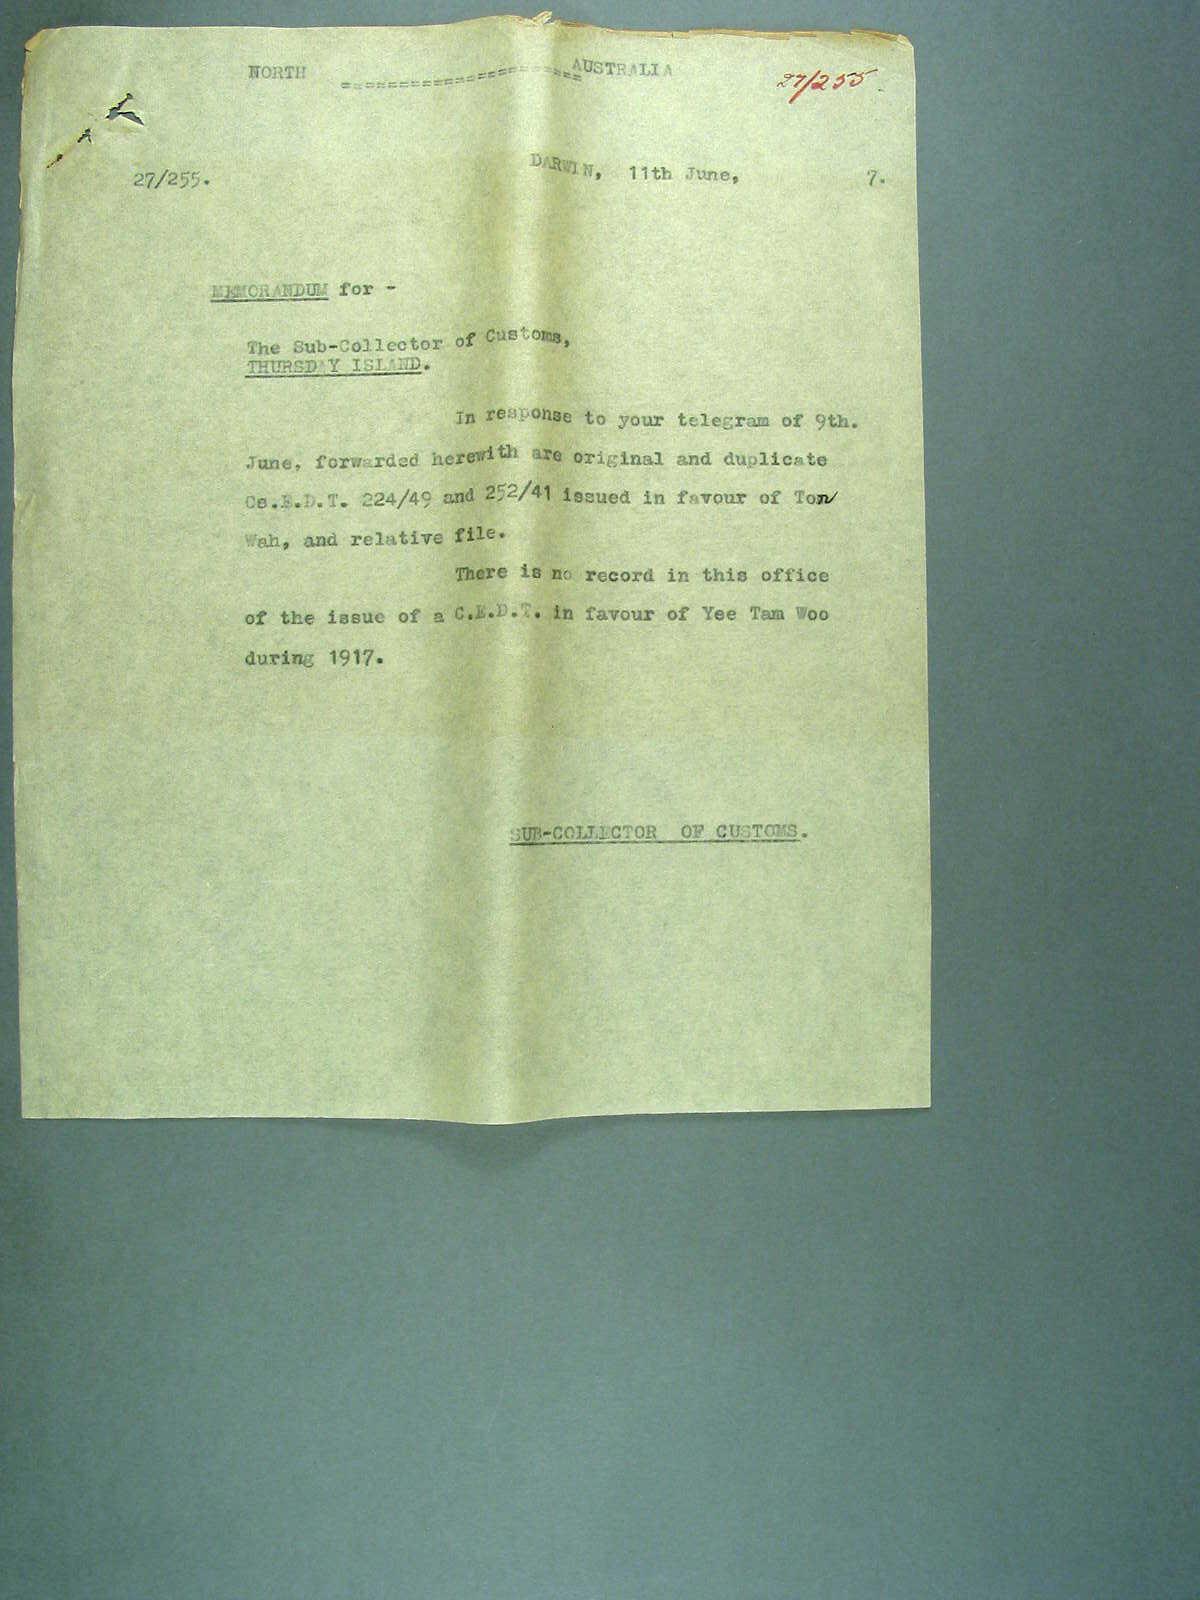 NORTH ==================== AUSTRALIA
27/255
27/255. DARWIN, 11th June, 7.
MEMORANDUM for -
The Sub-Collector of Customs,
THURSDAY ISLAND.
In response to your telegram of 9th.
June, forwarded herewith are original and duplicate
Cs.E.D.T. 224/49 and 252/41 issued in favour of Ton
Wah, and relative file.
There is no record in this office
of the issue of a C.E.D.T. in favour of Yee Tam Woo
during 1917.
SUB-COLLECTOR OF CUSTOMS.